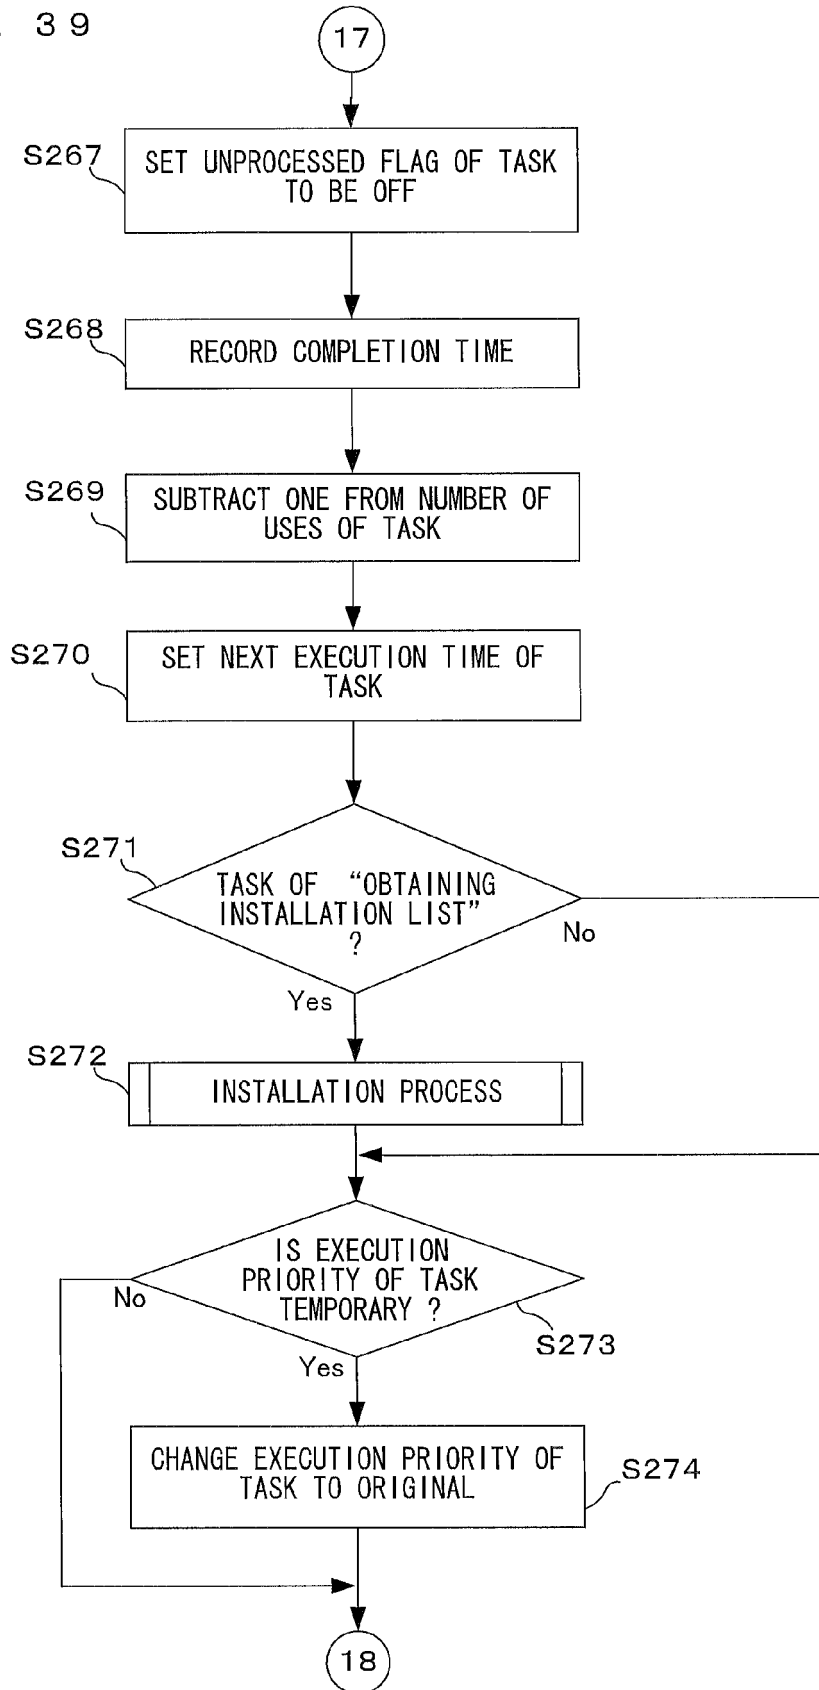 . 39
17
S267
SET UNPROCESSED FLAG OF TASK
TO BE OFF
S268
RECORD COMPLETION TIME
S269
SUBTRACT ONE FROM NUMBER OF
USES OF TASK
S270
SET NEXT EXECUTION TIME OF
TASK
S271
TASK OF “OBTAINING
INSTALLATION LIST”
?
No
Yes
S272
INSTALLATION PROCESS
IS EXECUTION
PRIORITY OF TASK
TEMPORARY ?
No
S273
Yes
CHANGE EXECUTION PRIORITY OF
TASK TO ORIGINAL
S274
18